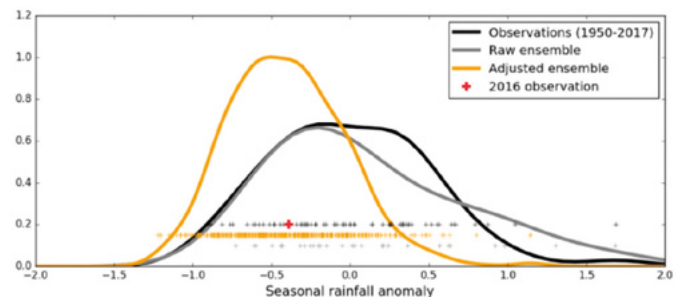 1.2
1.0
0.8
0.6
0.4
0.2
0.0
Observations (1950-2017)
Raw ensemble
Adjusted ensemble
2016 observation
−2.0 −1.5 −1.0 −0.5 0.0 0.5 1.0 1.5 2.0
Seasonal rainfall anomaly